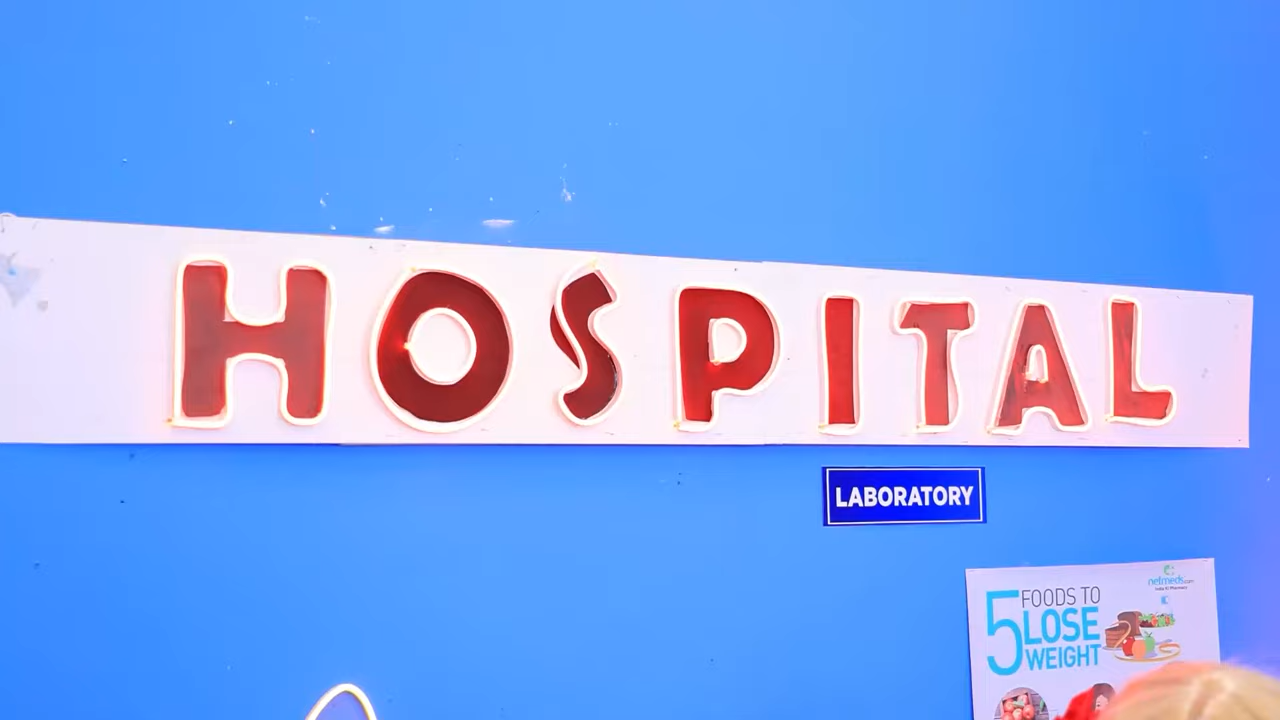 HOSPITAL
LABORATORY
netmeds.com
5 FOODS TO
LOSE
WEIGHT